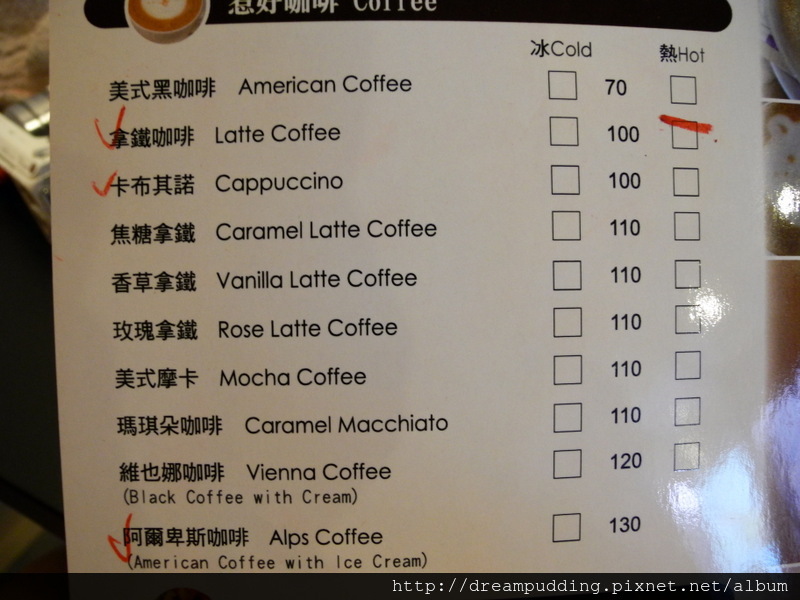 惹好咖啡 Coffee
冰Cold 熱Hot
美式黑咖啡 American Coffee 70
拿鐵咖啡 Latte Coffee 100
卡布其諾 Cappuccino 100
焦糖拿鐵 Caramel Latte Coffee 110
香草拿鐵 Vanilla Latte Coffee 110
玫瑰拿鐵 Rose Latte Coffee 110
美式摩卡 Mocha Coffee 110
瑪琪朵咖啡 Caramel Macchiato 110
維也娜咖啡 Vienna Coffee 120
(Black Coffee with Cream)
阿爾卑斯咖啡 Alps Coffee 130
(American Coffee with Ice Cream)
http://dreampudding.pixnet.net/album